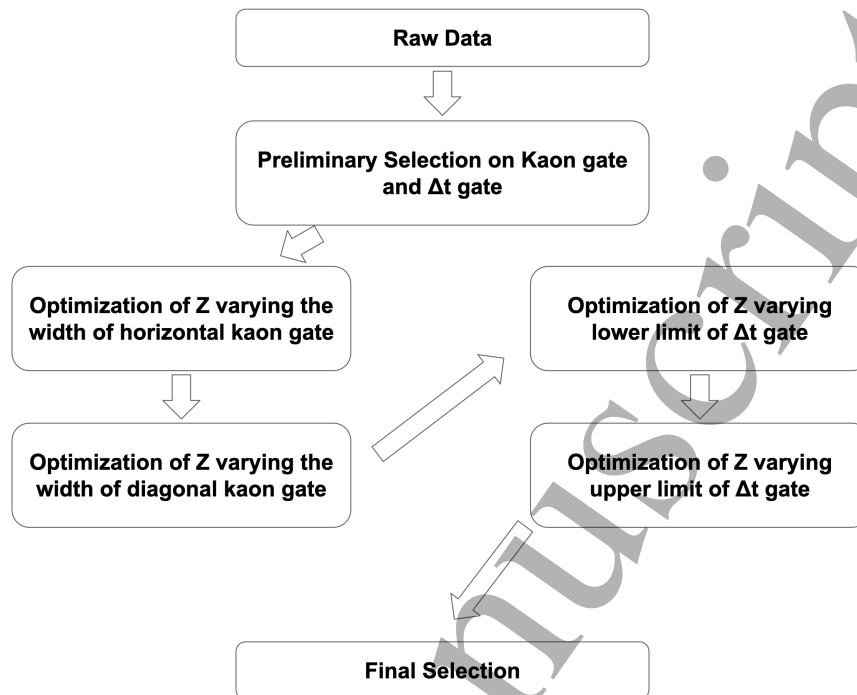 Raw Data
Preliminary Selection on Kaon gate
and Δt gate
Optimization of Z varying the
width of horizontal kaon gate
Optimization of Z varying the
width of diagonal kaon gate
Optimization of Z varying
lower limit of Δt gate
Optimization of Z varying
upper limit of Δt gate
Final Selection
nuscrip